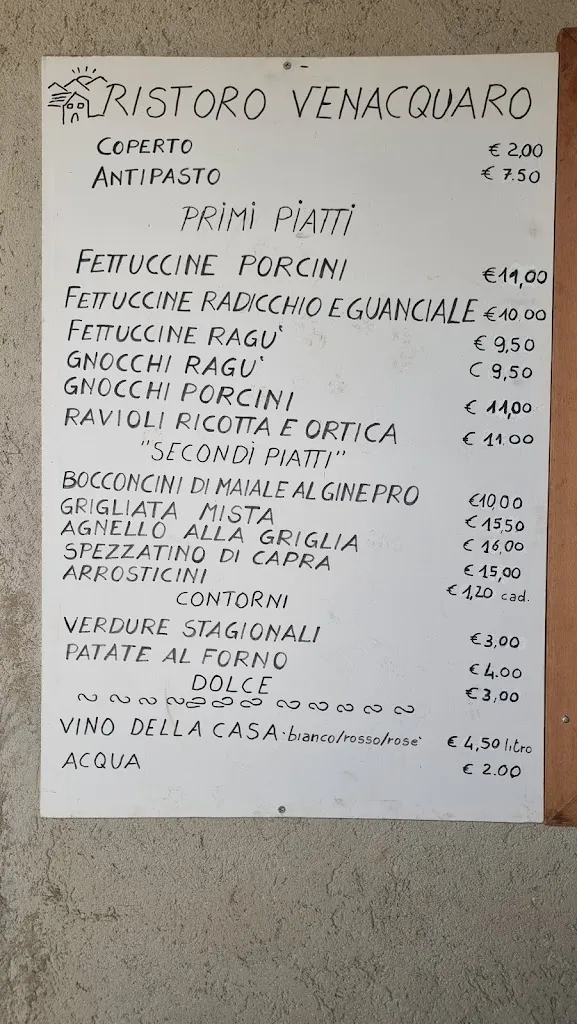 RISTORO VENACQUARO
COPERTO € 2,00
ANTIPASTO € 7.50
PRIMI PIATTI
FETTUCCINE PORCINI €11,00
FETTUCCINE RADICCHIO E GUANCIALE €10.00
FETTUCCINE RAGU' € 9,50
GNOCCHI RAGU' C 9,50
GNOCCHI PORCINI € 11,00
RAVIOLI RICOTTA E ORTICA € 11.00
"SECONDI PIATTI"
BOCCONCINI DI MAIALE AL GINEPRO €10,00
GRIGLIATA MISTA € 15,50
AGNELLO ALLA GRIGLIA € 16,00
SPEZZATINO DI CAPRA € 15,00
ARROSTICINI € 1,20 cad.
CONTORNI
VERDURE STAGIONALI € 3,00
PATATE AL FORNO € 4.00
DOLCE € 3,00
VINO DELLA CASA·bianco/rosso/rose' € 4,50 litro
ACQUA € 2.00